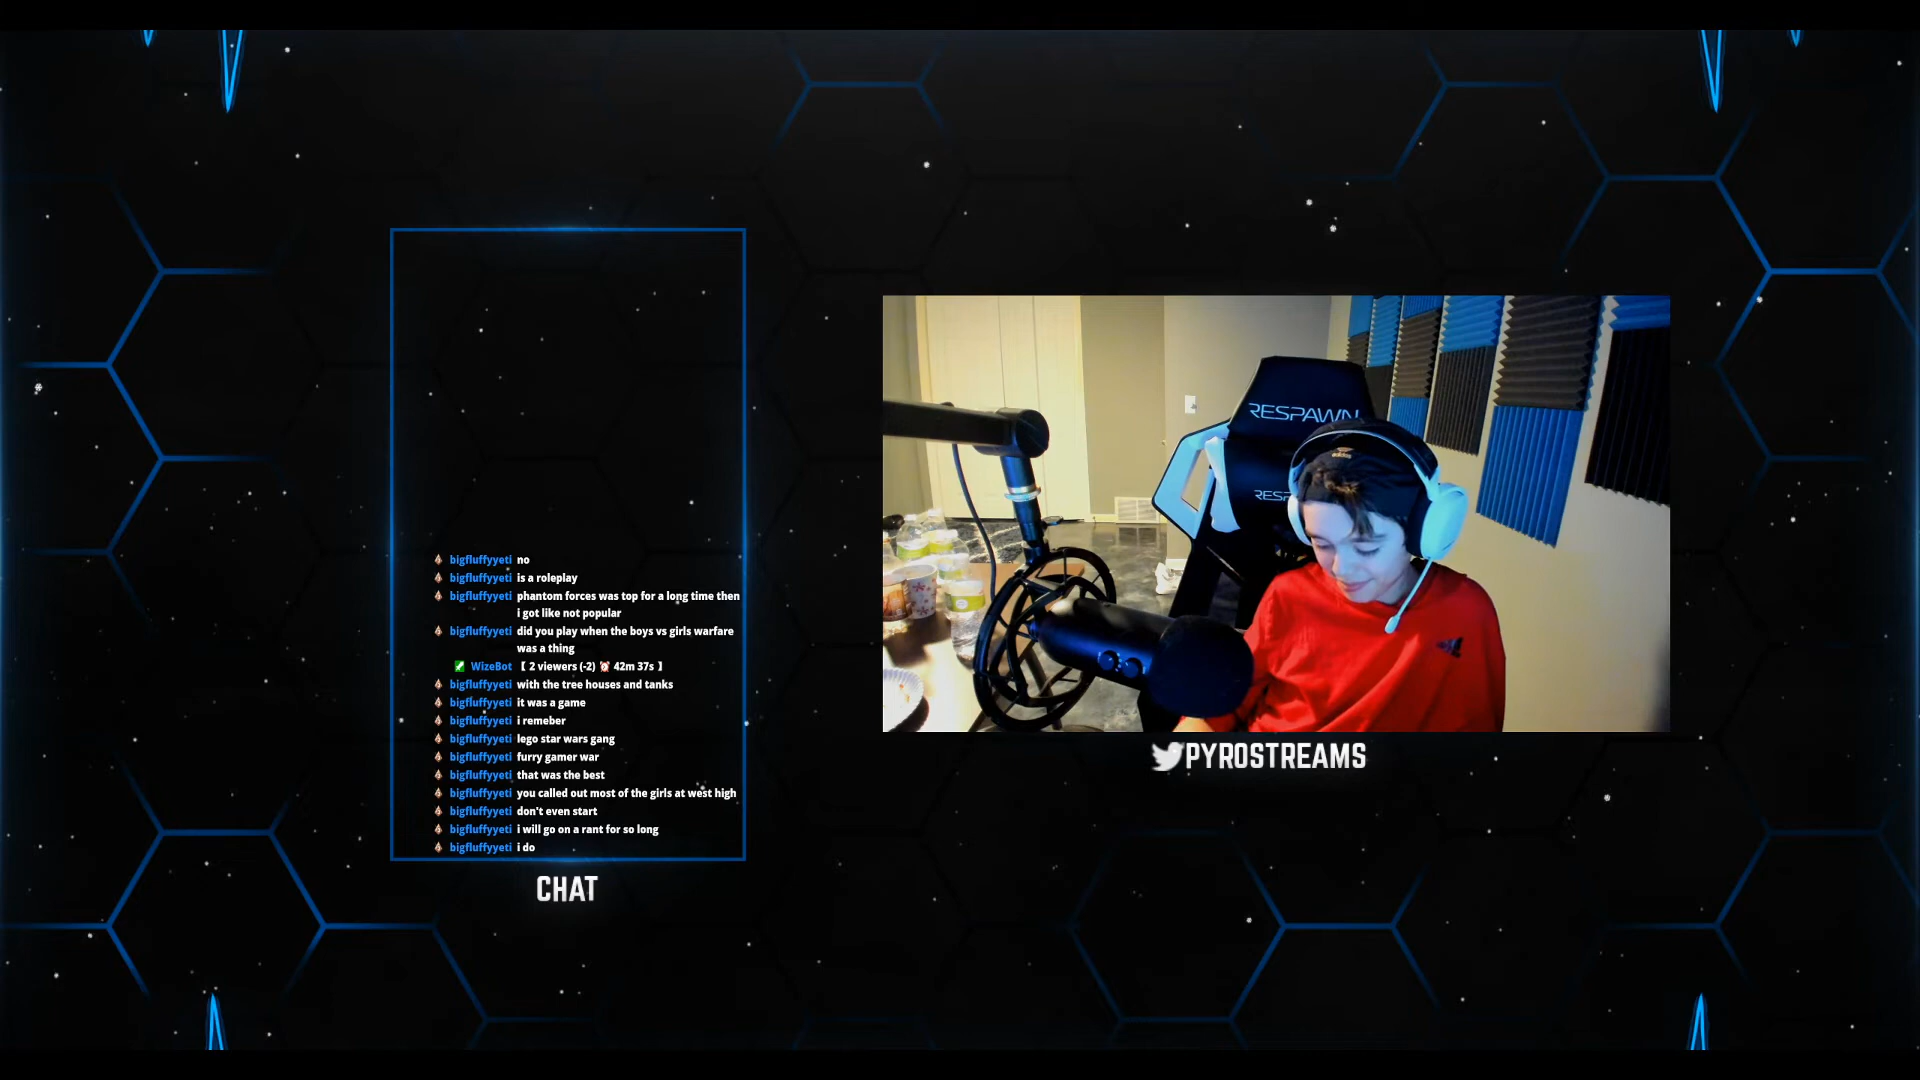 bigfluffyyeti no
bigfluffyyeti is a roleplay
bigfluffyyeti phantom forces was top for a long time then
i got like not popular
bigfluffyyeti did you play when the boys vs girls warfare
was a thing
WizeBot 【 2 viewers (-2) ⏰ 42m 37s 】
bigfluffyyeti with the tree houses and tanks
bigfluffyyeti it was a game
bigfluffyyeti i remeber
bigfluffyyeti lego star wars gang
bigfluffyyeti furry gamer war
bigfluffyyeti that was the best
bigfluffyyeti you called out most of the girls at west high
bigfluffyyeti don't even start
bigfluffyyeti i will go on a rant for so long
bigfluffyyeti i do
CHAT
RESPAWN
RESP
adidas
PYROSTREAMS